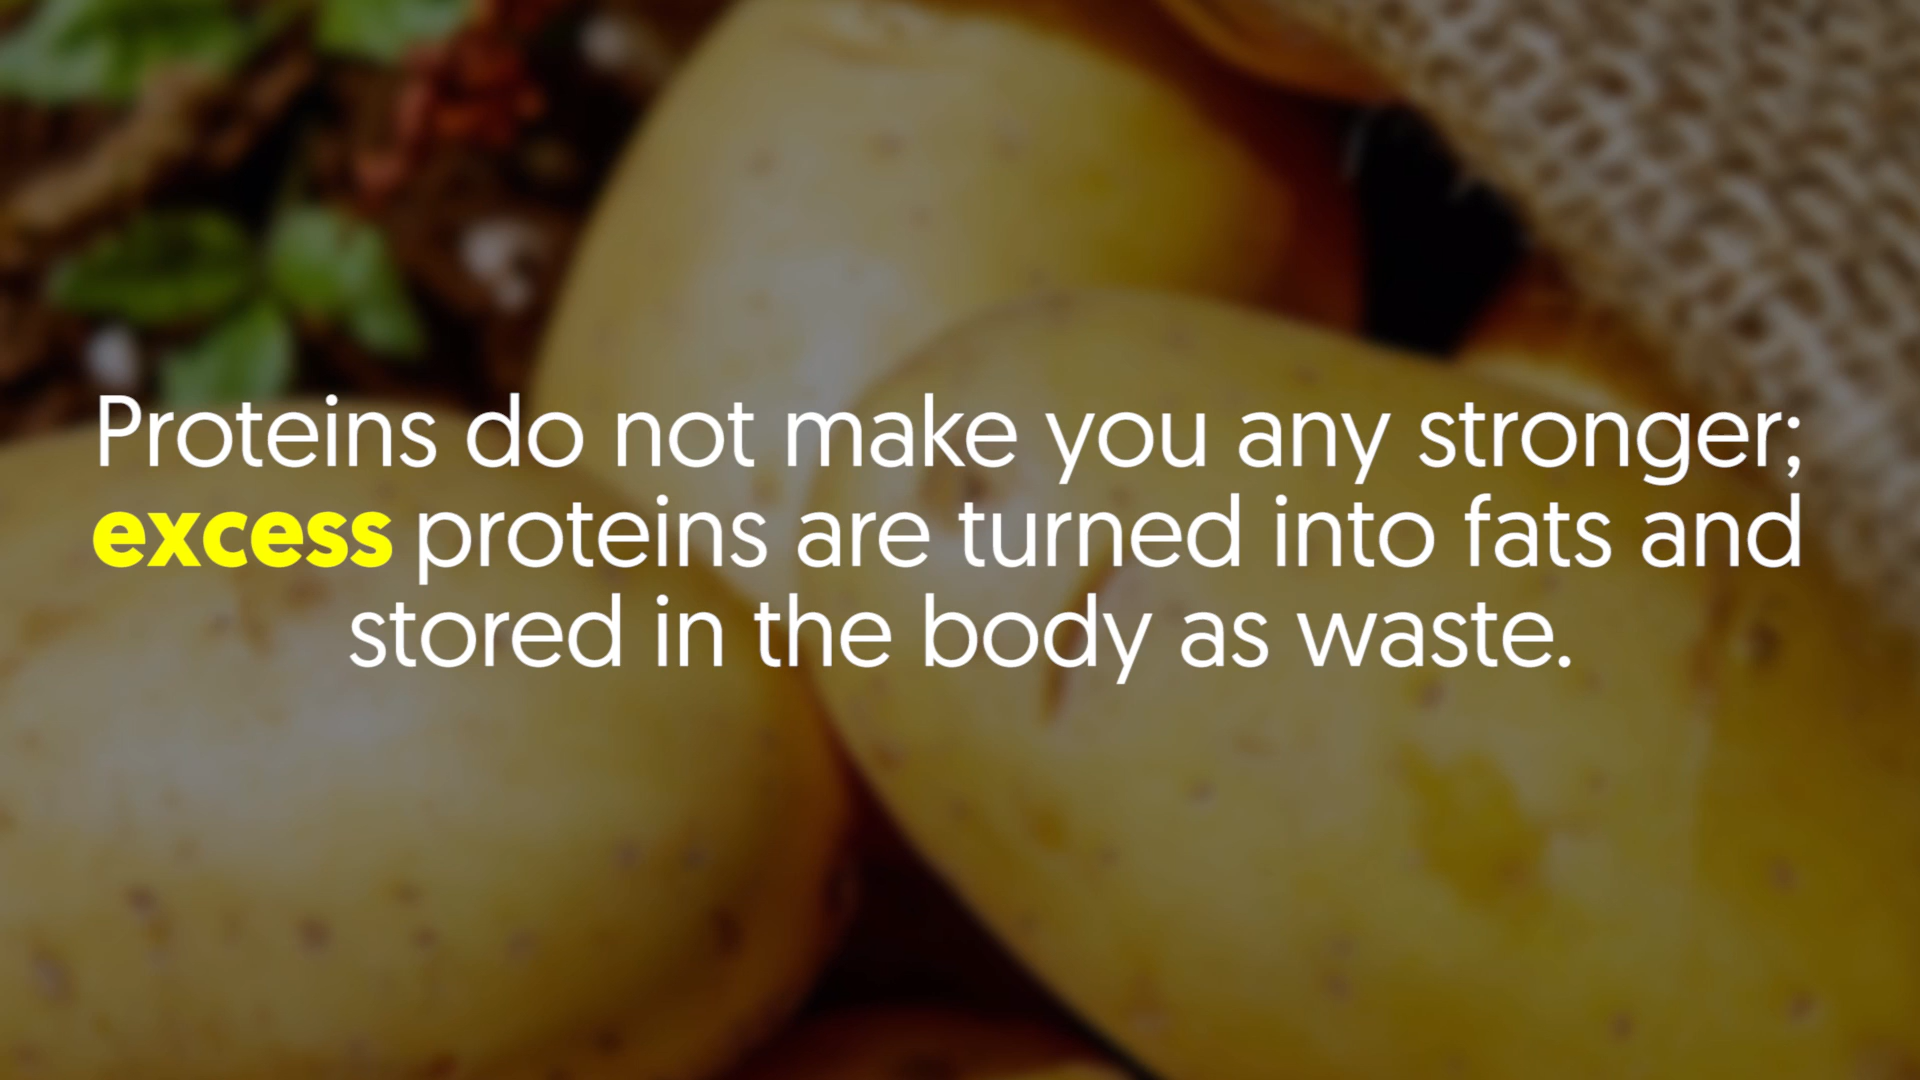 Proteins do not make you any stronger;
excess proteins are turned into fats and
stored in the body as waste.